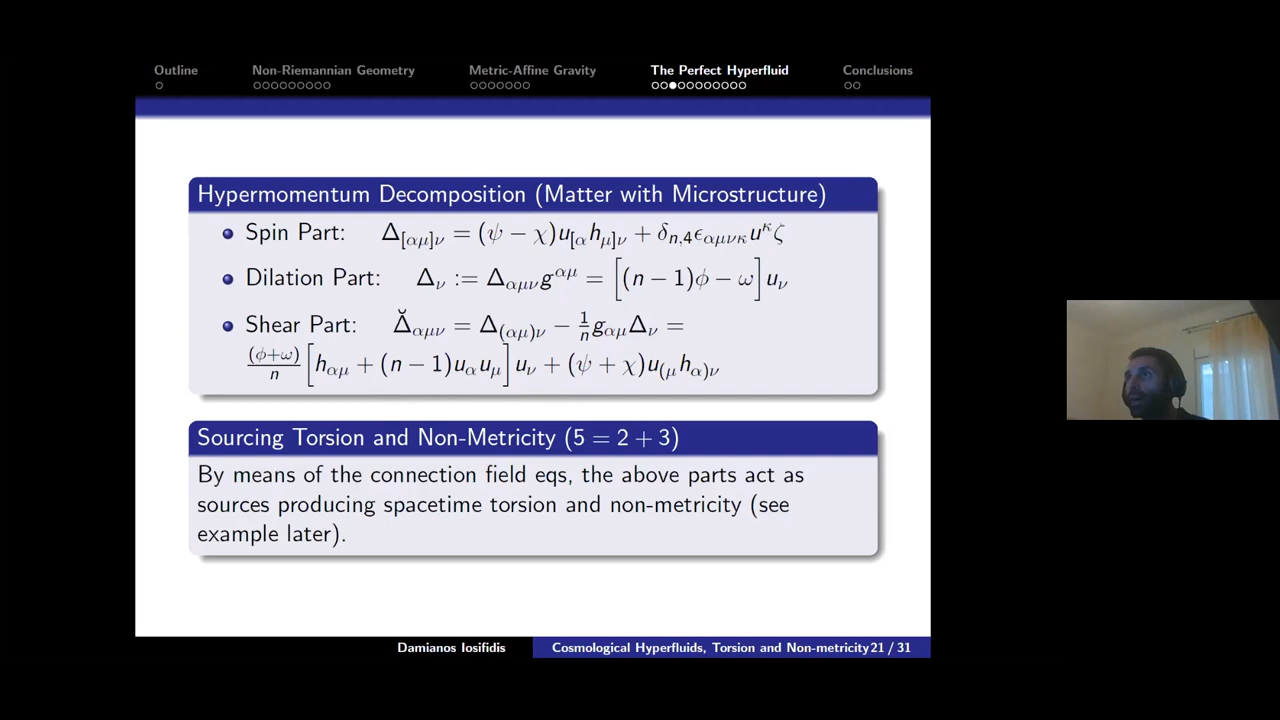 Outline Non-Riemannian Geometry Metric-Affine Gravity The Perfect Hyperfluid Conclusions
Hypermomentum Decomposition (Matter with Microstructure)
Spin Part: Δ_{[αμ]ν} = (ψ − χ)u_{[α}h_{μ]ν} + δ_{n,4}ϵ_{αμνκ}u^κζ
Dilation Part: Δ_ν := Δ_{αμν}g^{αμ} = [(n − 1)ϕ − ω]u_ν
Shear Part: Δ̆_{αμν} = Δ_{(αμ)ν} − \frac{1}{n}g_{αμ}Δ_ν =
\frac{(ϕ+ω)}{n}[h_{αμ} + (n − 1)u_αu_μ]u_ν + (ψ + χ)u_{(μ}h_{α)ν}
Sourcing Torsion and Non-Metricity (5 = 2 + 3)
By means of the connection field eqs, the above parts act as
sources producing spacetime torsion and non-metricity (see
example later).
Damianos Iosifidis Cosmological Hyperfluids, Torsion and Non-metricity 21 / 31